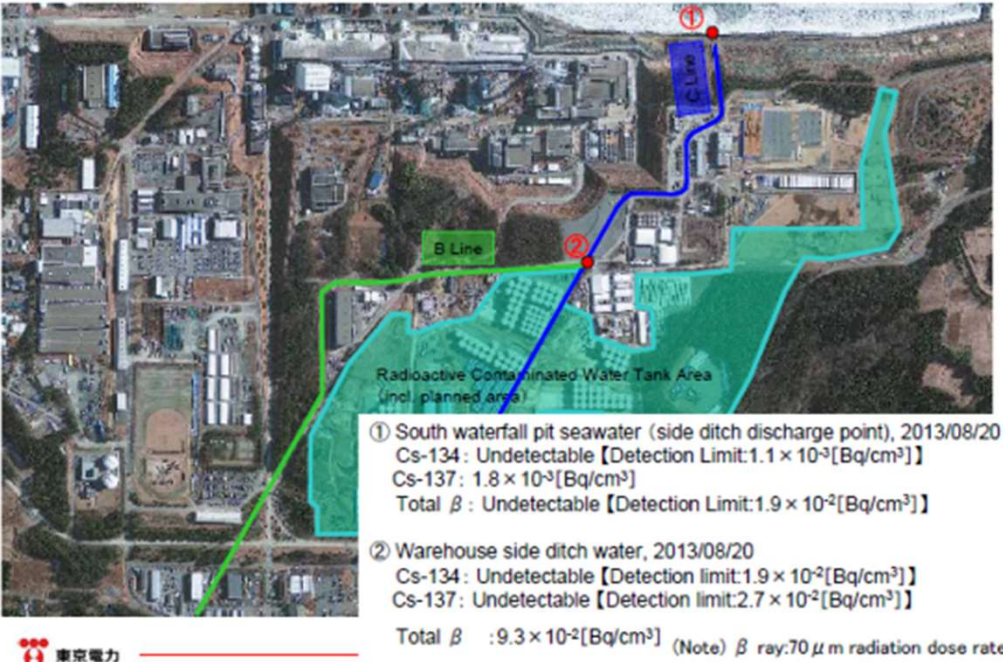 ①
C Line
②
B Line
Radioactive Contaminated Water Tank Area
(incl. planned area)
① South waterfall pit seawater (side ditch discharge point), 2013/08/20
Cs-134: Undetectable【Detection Limit:1.1×10-³[Bq/cm³]】
Cs-137: 1.8×10-³[Bq/cm³]
Total β: Undetectable【Detection Limit:1.9×10-²[Bq/cm³]】
② Warehouse side ditch water, 2013/08/20
Cs-134: Undetectable【Detection limit:1.9×10-²[Bq/cm³]】
Cs-137: Undetectable【Detection limit:2.7×10-²[Bq/cm³]】
Total β :9.3×10-²[Bq/cm³] (Note) β ray:70μm radiation dose rate
東京電力